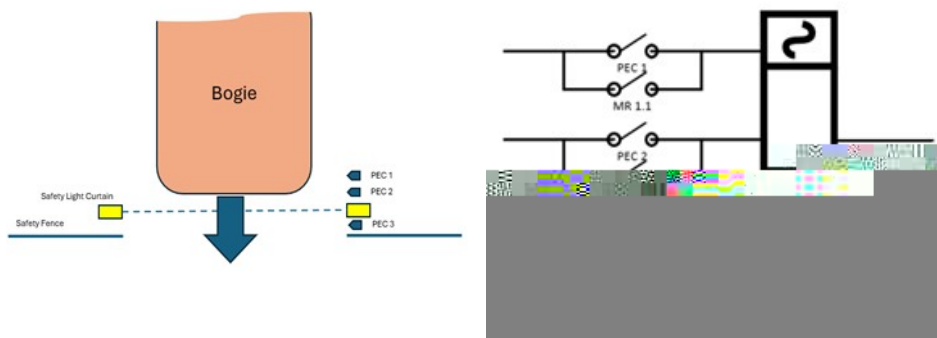 Bogie
PEC 1
PEC 2
Safety Light Curtain
Safety Fence
PEC 3
PEC 1
MR 1.1
PEC 2